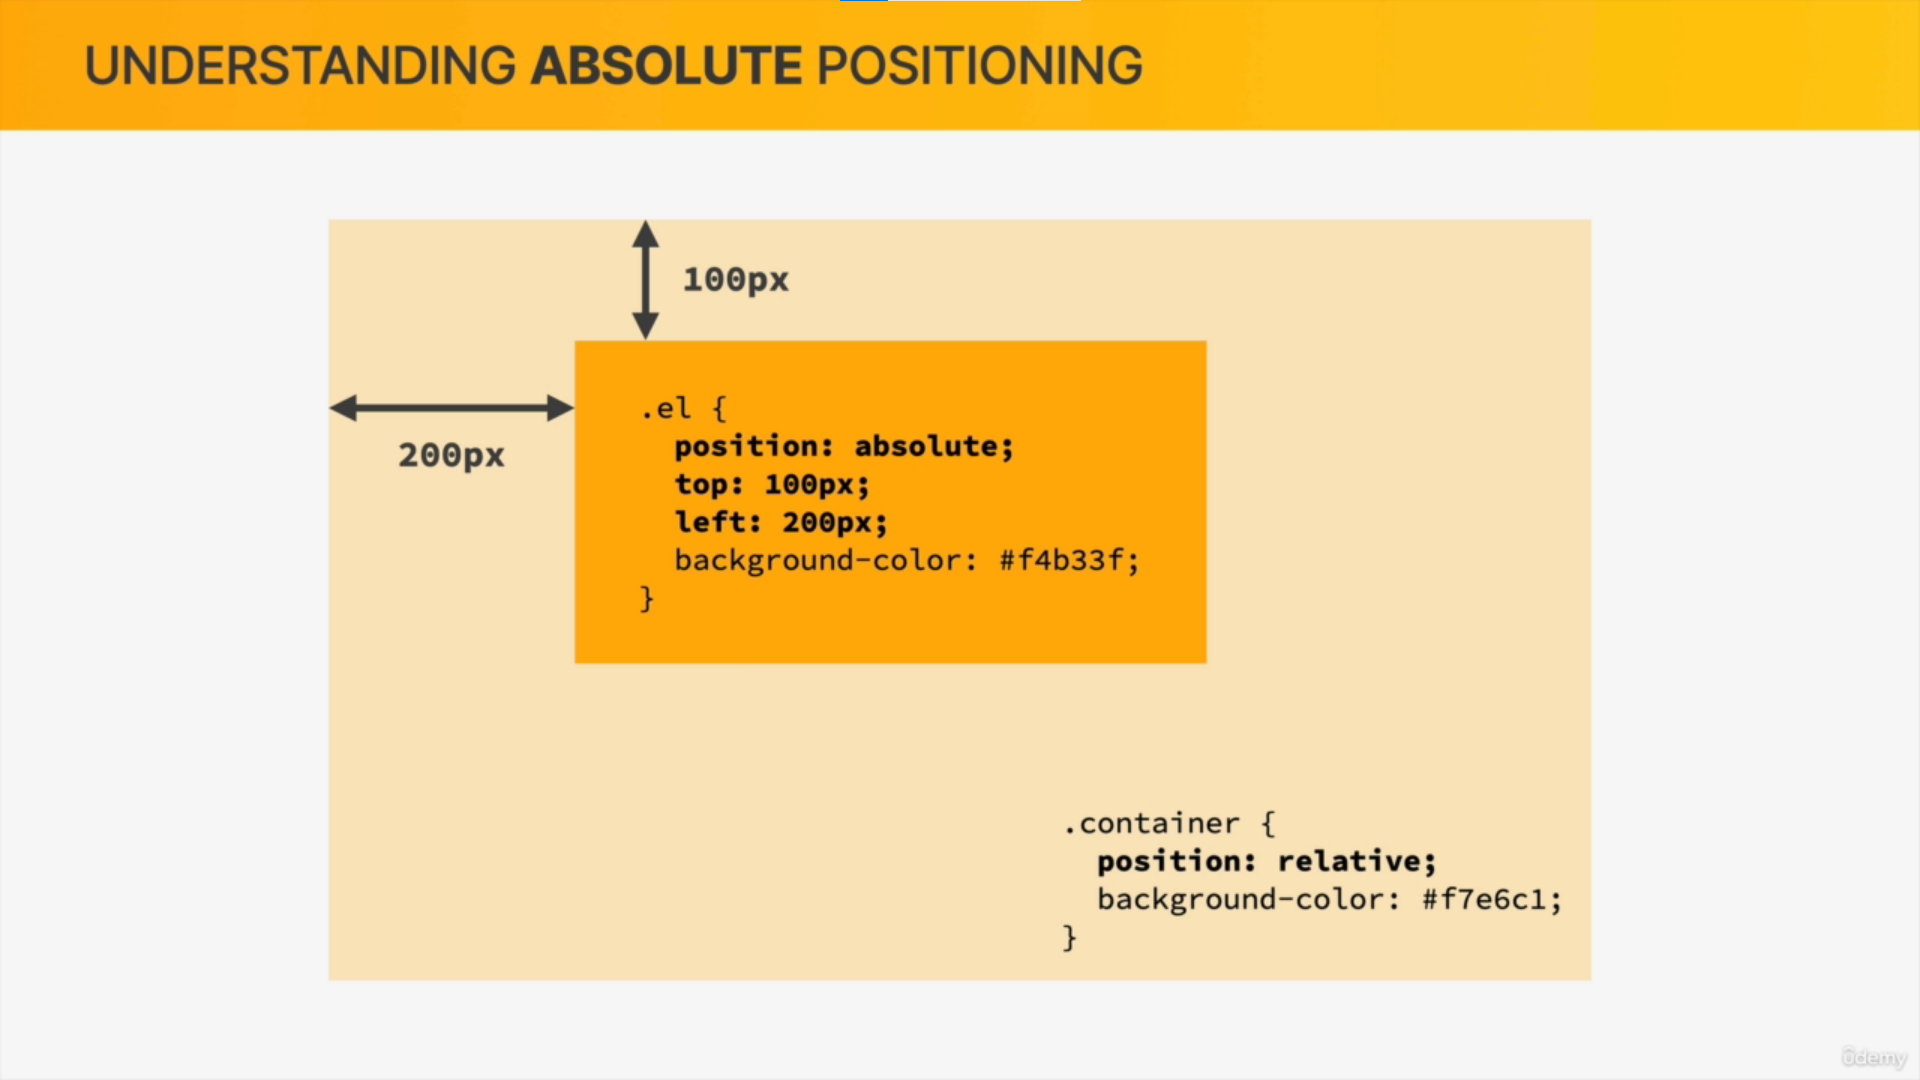 UNDERSTANDING ABSOLUTE POSITIONING
100px
200px
.el {
position: absolute;
top: 100px;
left: 200px;
background-color: #f4b33f;
}
.container {
position: relative;
background-color: #f7e6c1;
}
ûdemy